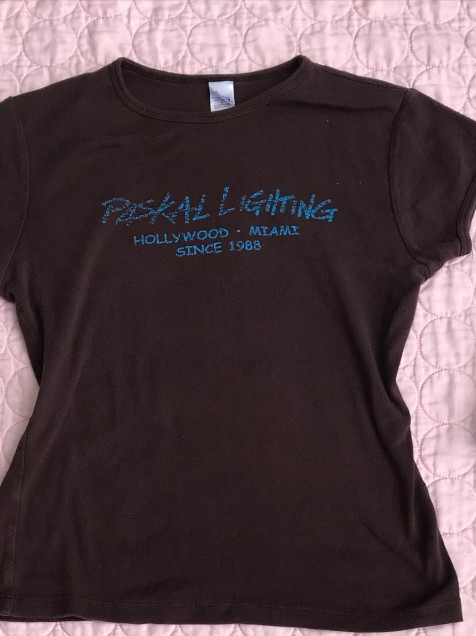 PASKAL LIGHTING
HOLLYWOOD · MIAMI
SINCE 1988